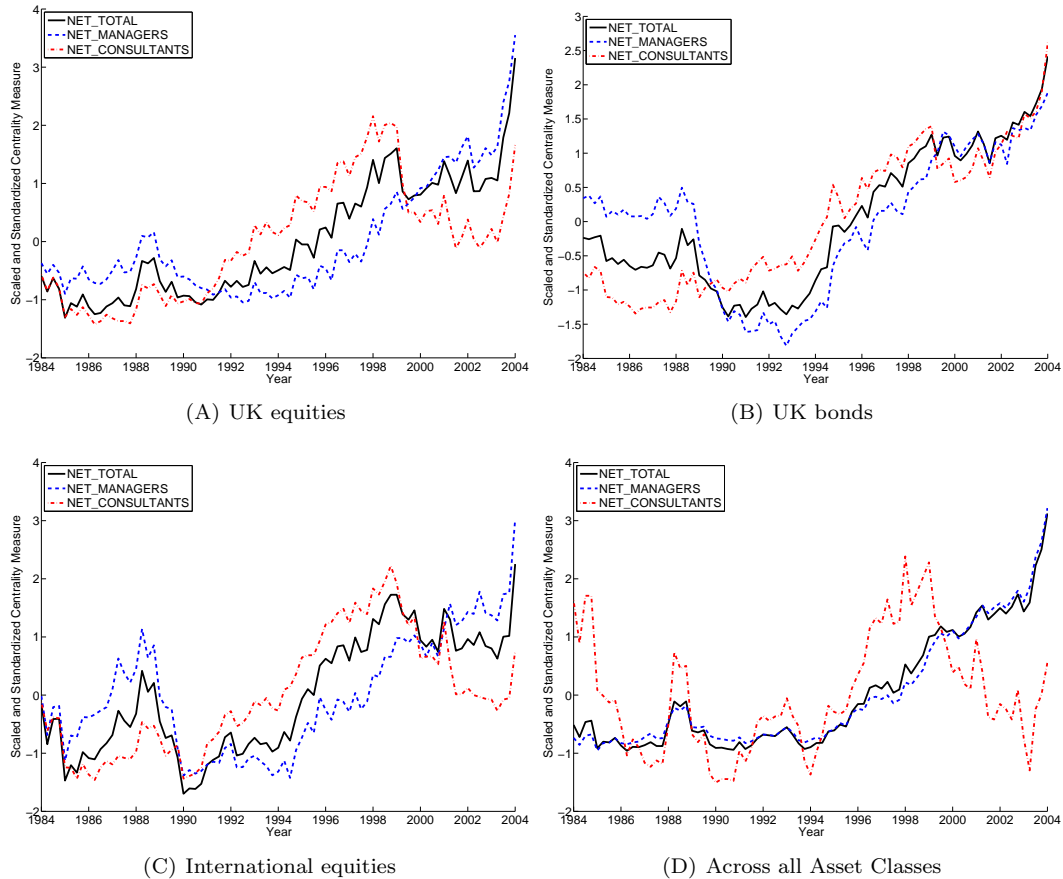 Scaled and Standardized Centrality Measure
4
3
2
1
0
−1
−2
NET_TOTAL
NET_MANAGERS
NET_CONSULTANTS
1984 1986 1988 1990 1992 1994 1996 1998 2000 2002 2004
Year
(A) UK equities
Scaled and Standardized Centrality Measure
3
2.5
2
1.5
1
0.5
0
−0.5
−1
−1.5
−2
NET_TOTAL
NET_MANAGERS
NET_CONSULTANTS
1984 1986 1988 1990 1992 1994 1996 1998 2000 2002 2004
Year
(B) UK bonds
Scaled and Standardized Centrality Measure
4
3
2
1
0
−1
−2
NET_TOTAL
NET_MANAGERS
NET_CONSULTANTS
1984 1986 1988 1990 1992 1994 1996 1998 2000 2002 2004
Year
(C) International equities
Scaled and Standardized Centrality Measure
4
3
2
1
0
−1
−2
NET_TOTAL
NET_MANAGERS
NET_CONSULTANTS
1984 1986 1988 1990 1992 1994 1996 1998 2000 2002 2004
Year
(D) Across all Asset Classes